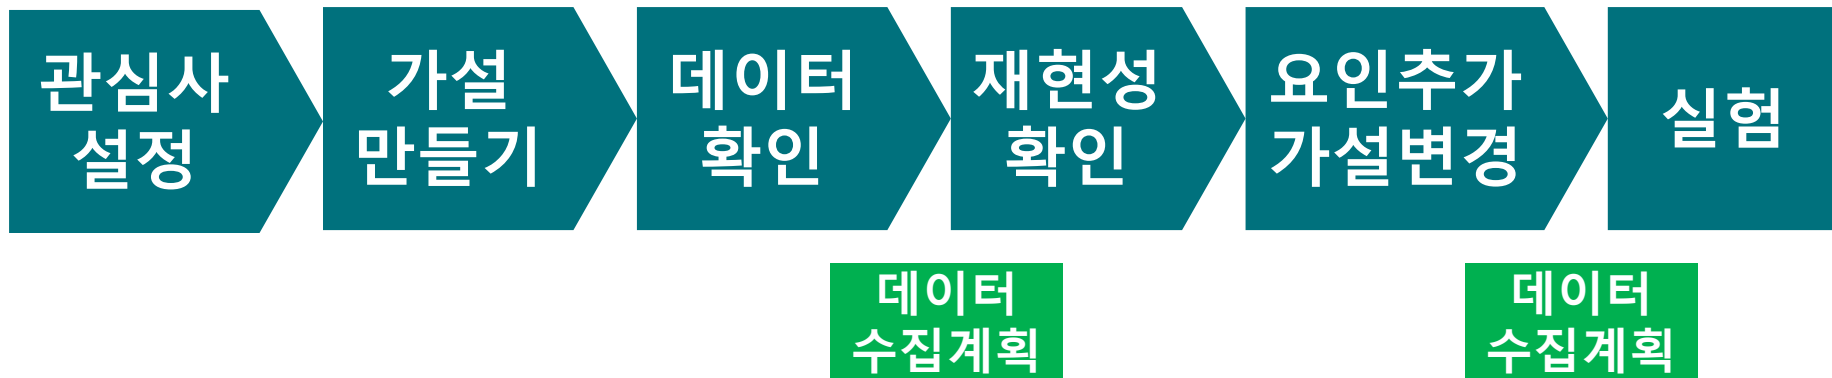 관심사
설정
가설
만들기
데이터
확인
재현성
확인
요인추가
가설변경
실험
데이터
수집계획
데이터
수집계획